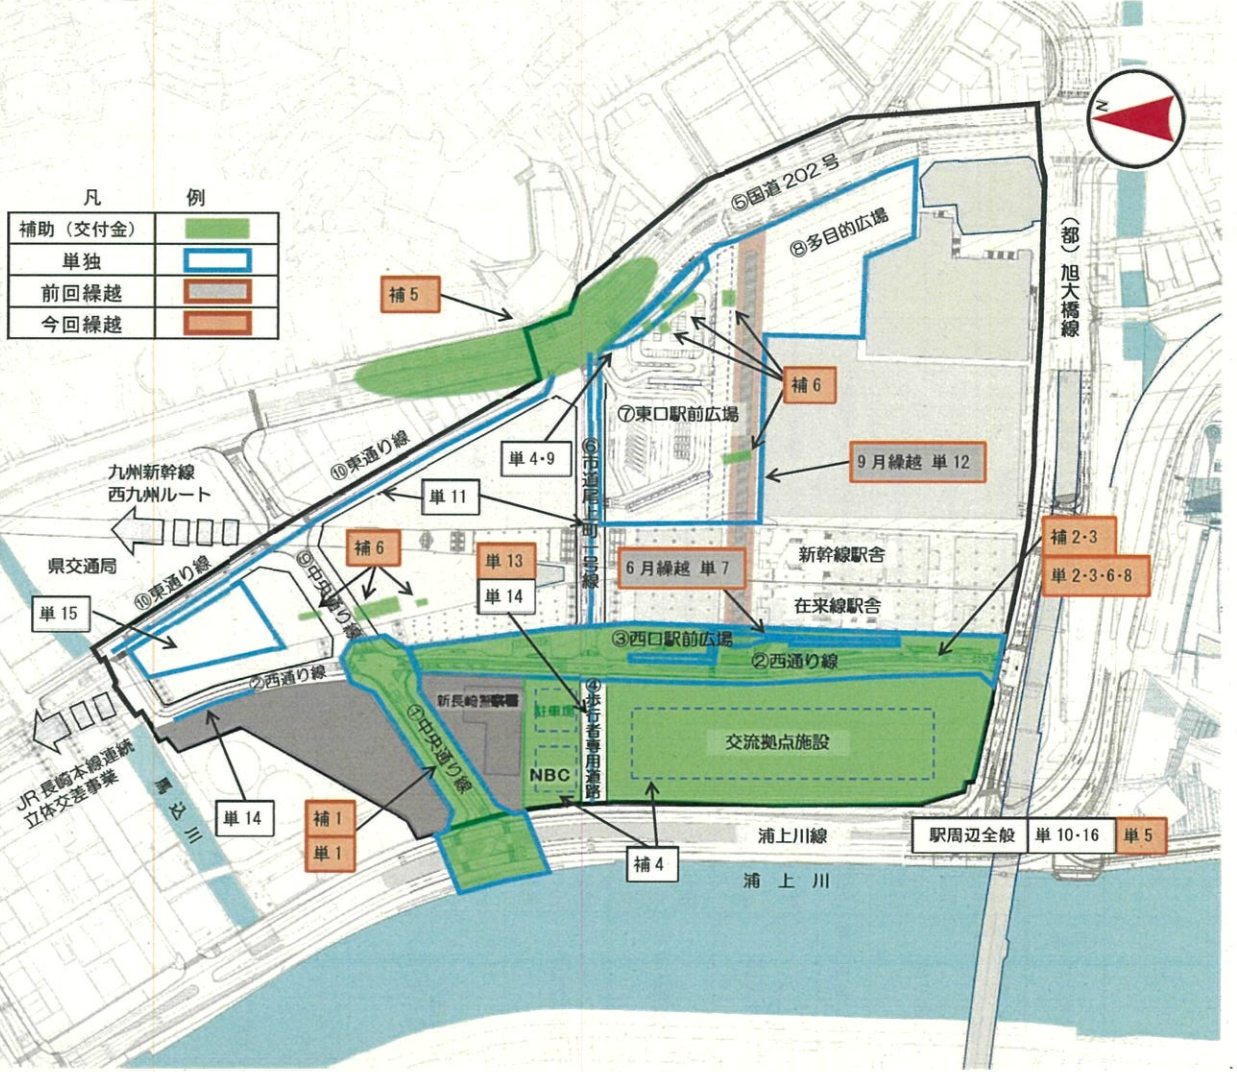 N
凡 例
補助（交付金）
単独
前回繰越
今回繰越
⑤国道202号
⑧多目的広場
（都）旭大橋線
補5
補6
⑦東口駅前広場
⑩東通り線
単4・9
9月繰越 単12
九州新幹線
西九州ルート
単11
⑥市道尾上町一号線
県交通局
⑩東通り線
補6
⑨中央通り線
単13
単14
6月繰越 単7
新幹線駅舎
在来線駅舎
補2・3
単2・3・6・8
単15
③西口駅前広場
②西通り線
②西通り線
新長崎警察署
駐車場
④歩行者専用道路
交流拠点施設
①中央通り線
NBC
JR長崎本線連続
立体交差事業
馬込川
単14
補1
単1
補4
浦上川線
駅周辺全般 単10・16 単5
浦上川